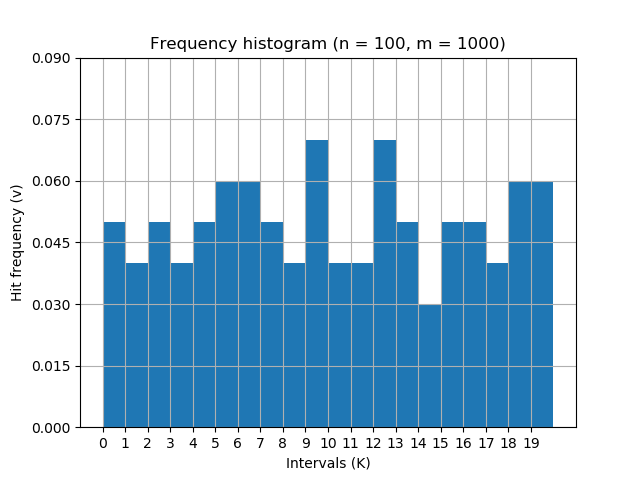 Frequency histogram (n = 100, m = 1000)
0.090
0.075
0.060
0.045
0.030
0.015
0.000
Hit frequency (v)
0 1 2 3 4 5 6 7 8 9 10 11 12 13 14 15 16 17 18 19
Intervals (K)